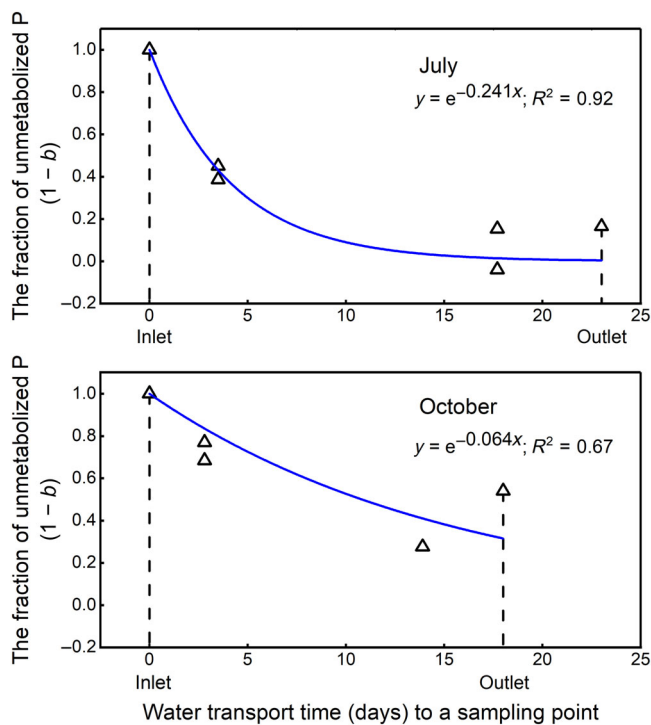 The fraction of unmetabolized P
(1 − b)
1.0
0.8
0.6
0.4
0.2
0.0
−0.2
July
y = e^−0.241x; R² = 0.92
0 5 10 15 20 25
Inlet Outlet
The fraction of unmetabolized P
(1 − b)
1.0
0.8
0.6
0.4
0.2
0.0
−0.2
October
y = e^−0.064x; R² = 0.67
0 5 10 15 20 25
Inlet Outlet
Water transport time (days) to a sampling point